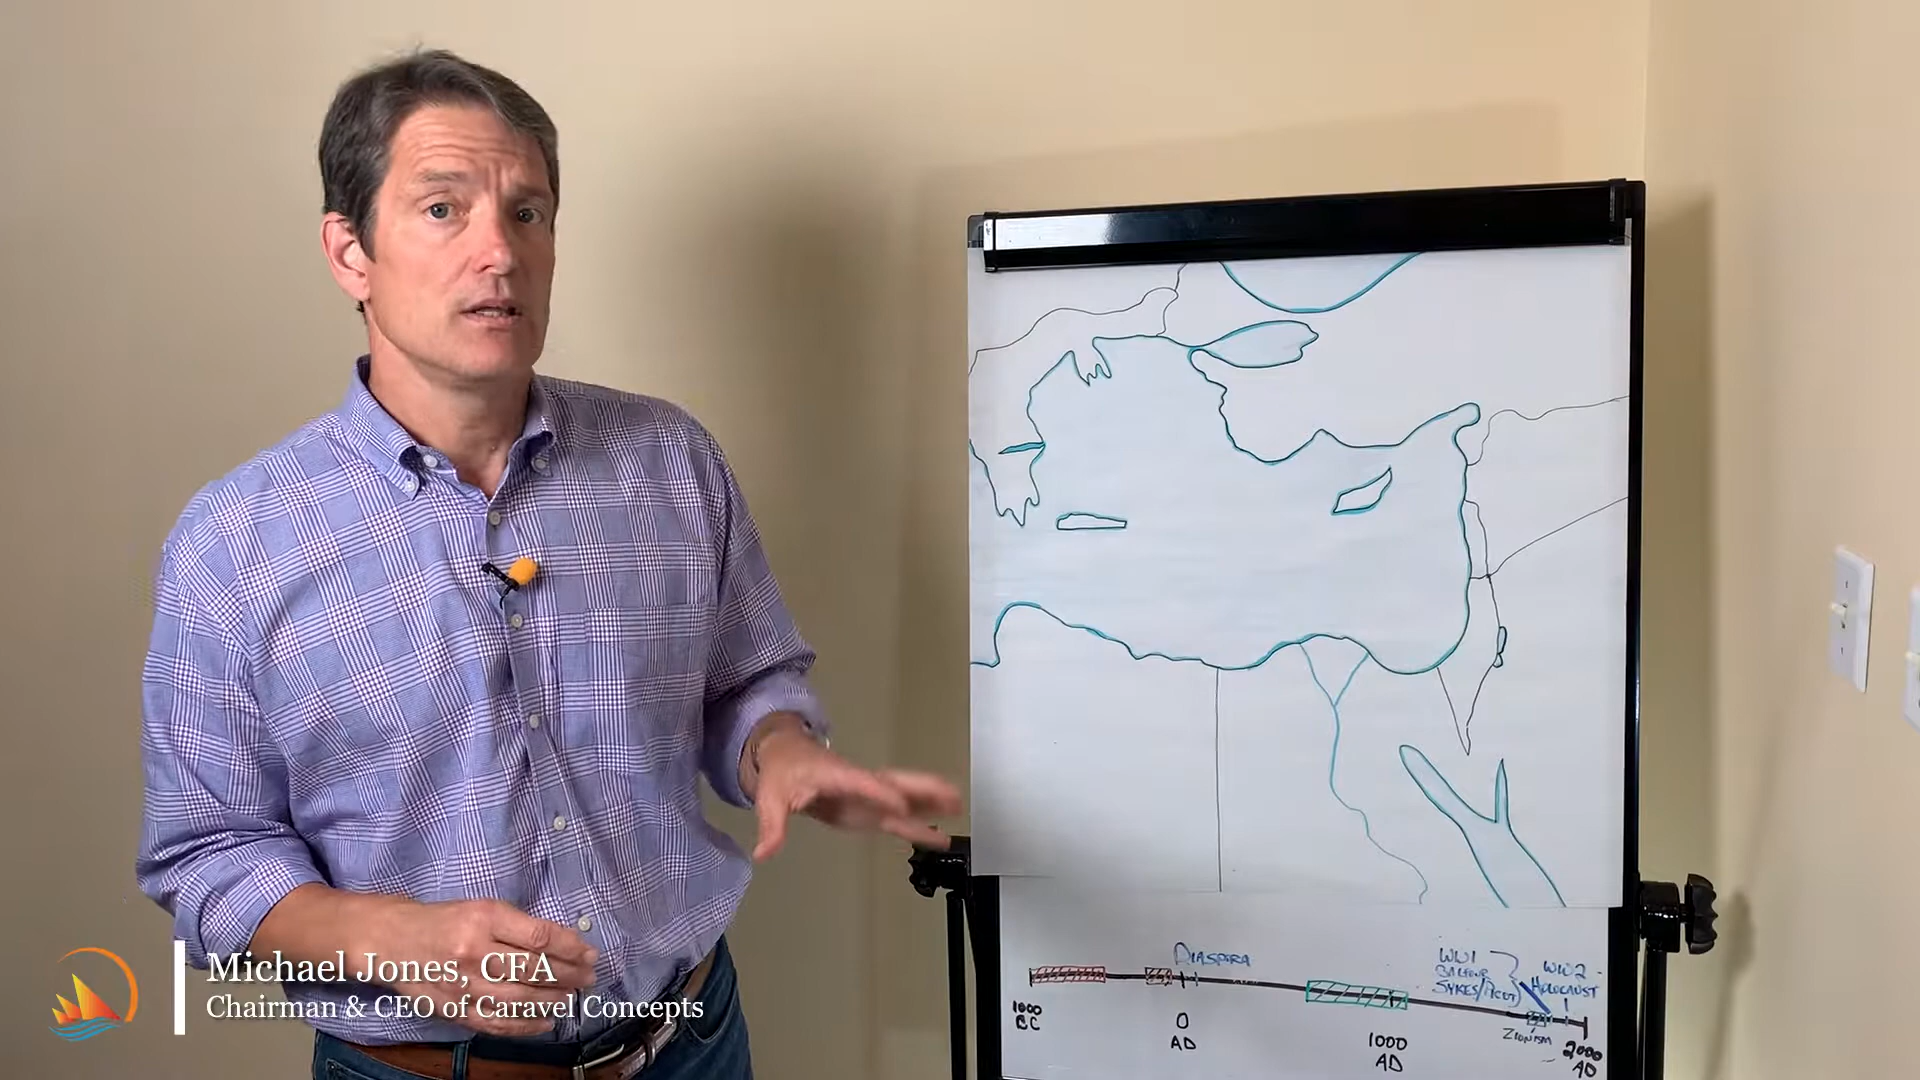 Michael Jones, CFA
Chairman & CEO of Caravel Concepts
DIASPORA
WW1
BALFOUR
SYKES/PICOT
WW2 -
HOLOCAUST
ZIONISM
1000
BC
0
AD
1000
AD
2000
AD